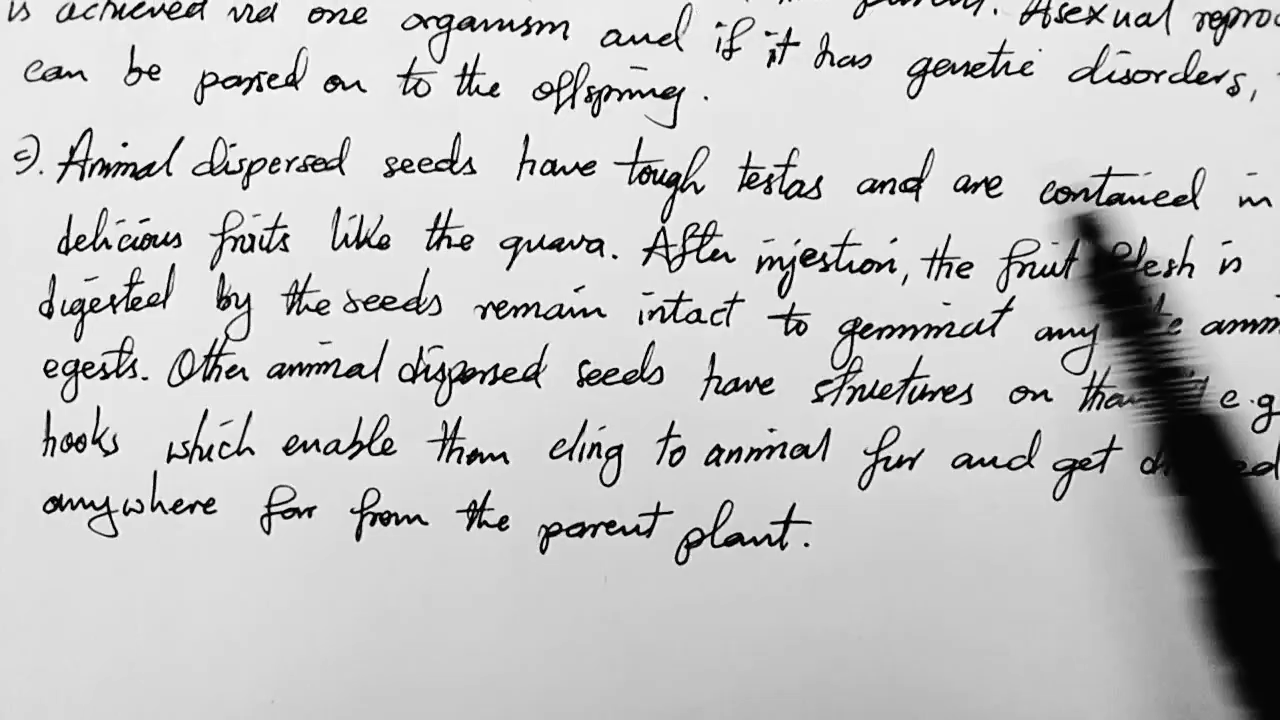 is achieved via one organism and if it has genetic disorders,
can be passed on to the offspring.
Asexual
c). Animal dispersed seeds have tough testas and are contained in
delicious fruits like the guava. After injestion, the fruit flesh is
digested by the seeds remain intact to germinat any
egests. Other animal dispersed seeds have structures on e.g
hooks which enable them cling to animal fur and get
anywhere far from the parent plant.